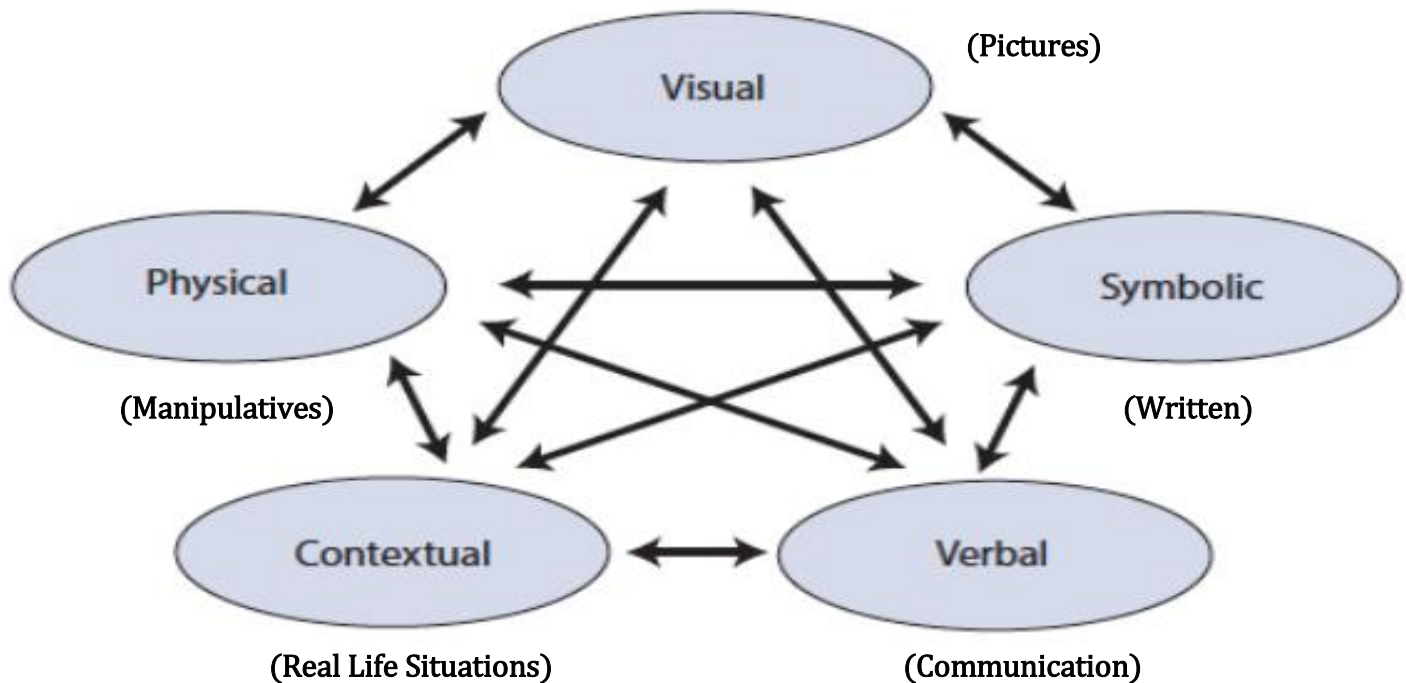 (Pictures)
Visual
Physical
Symbolic
(Manipulatives)
(Written)
Contextual
Verbal
(Real Life Situations)
(Communication)